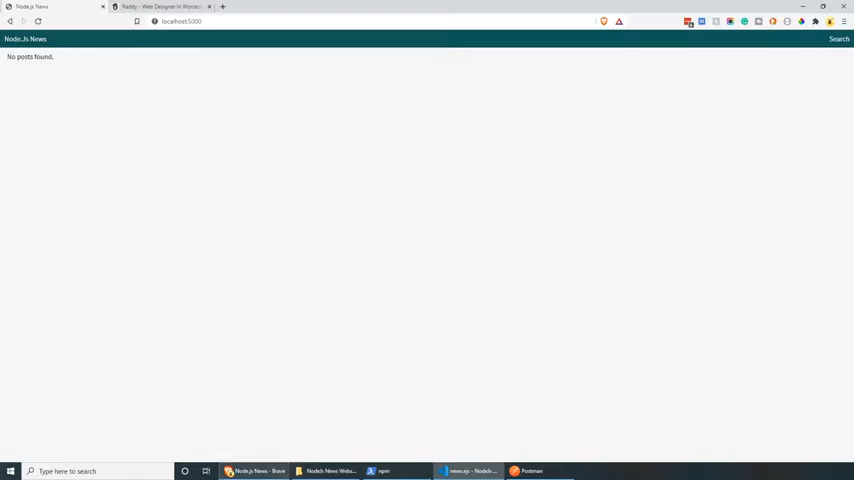 Node.js News
Raddy - Web Designer In Worces
localhost:5000
Node.Js News
Search
No posts found.
Type here to search
Node.js News - Brave
NodeJs News Webs...
npm
news.ejs - NodeJs ...
Postman